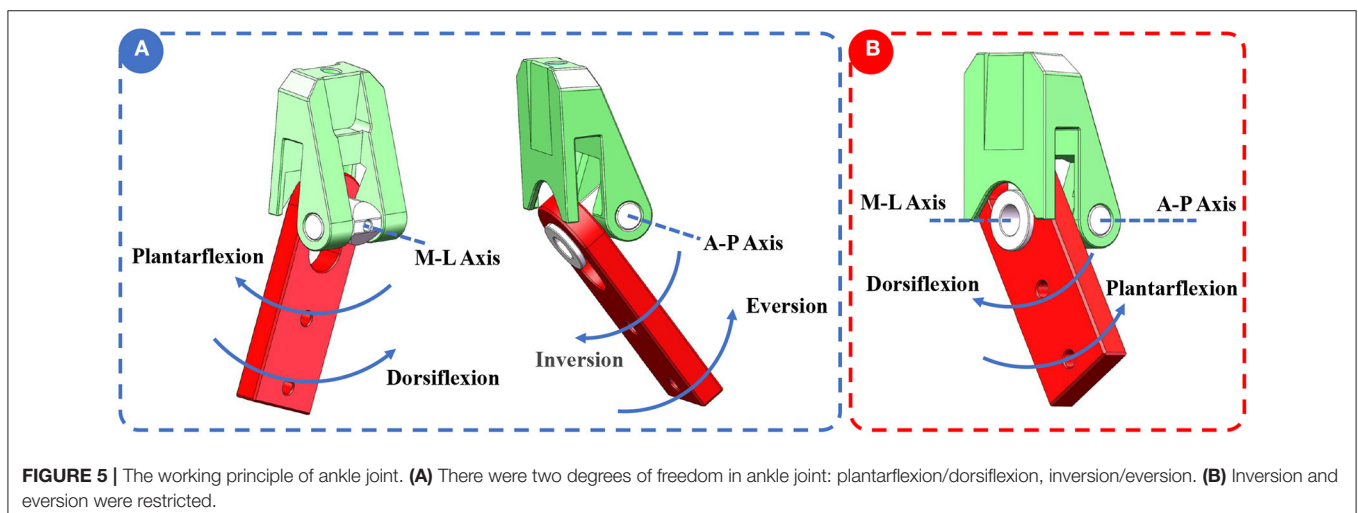 A
B
M-L Axis
A-P Axis
Plantarflexion
M-L Axis
A-P Axis
Dorsiflexion
Plantarflexion
Eversion
Inversion
Dorsiflexion
FIGURE 5 | The working principle of ankle joint. (A) There were two degrees of freedom in ankle joint: plantarflexion/dorsiflexion, inversion/eversion. (B) Inversion and
eversion were restricted.